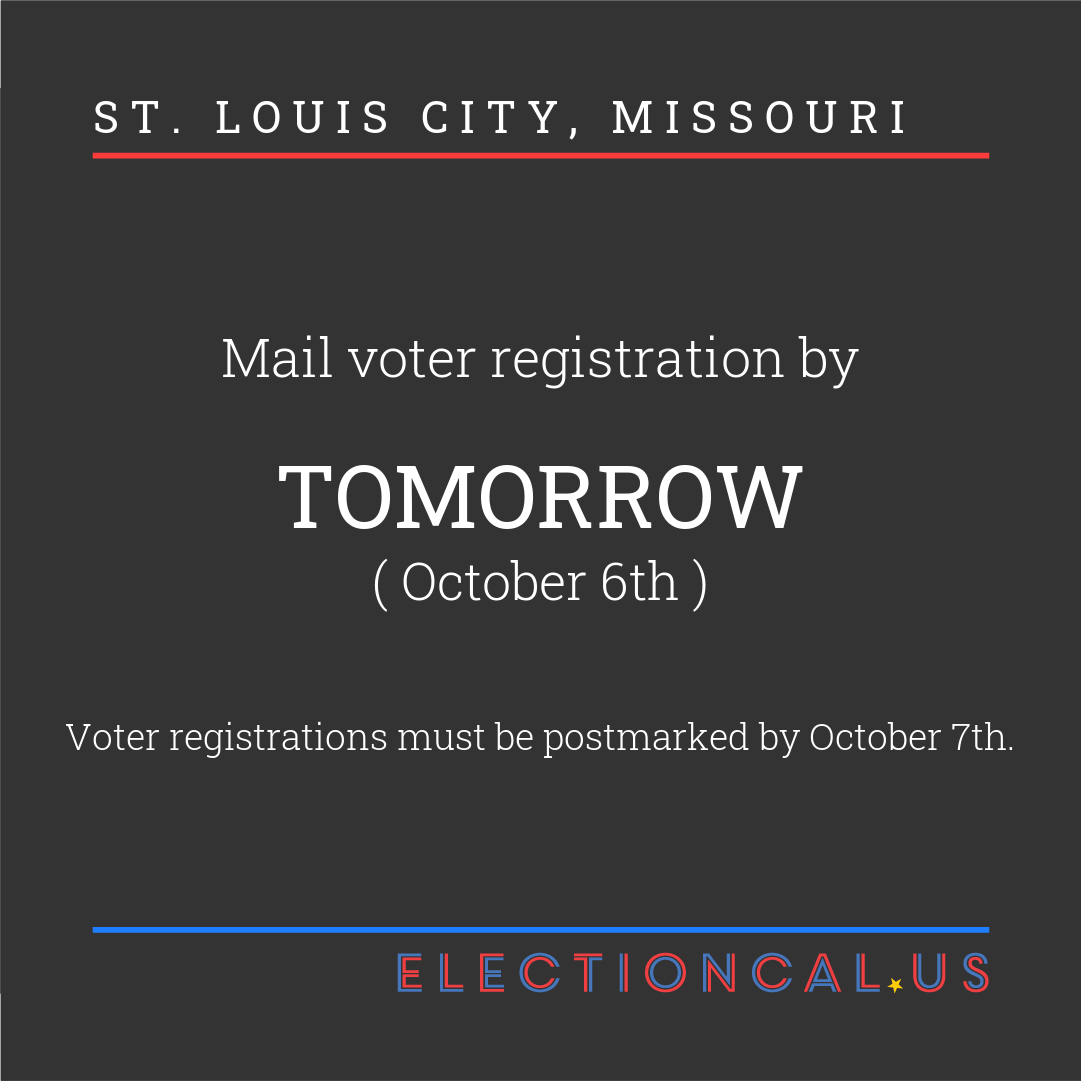 ST. LOUIS CITY, MISSOURI
Mail voter registration by
TOMORROW
( October 6th )
Voter registrations must be postmarked by October 7th.
ELECTIONCAL.US